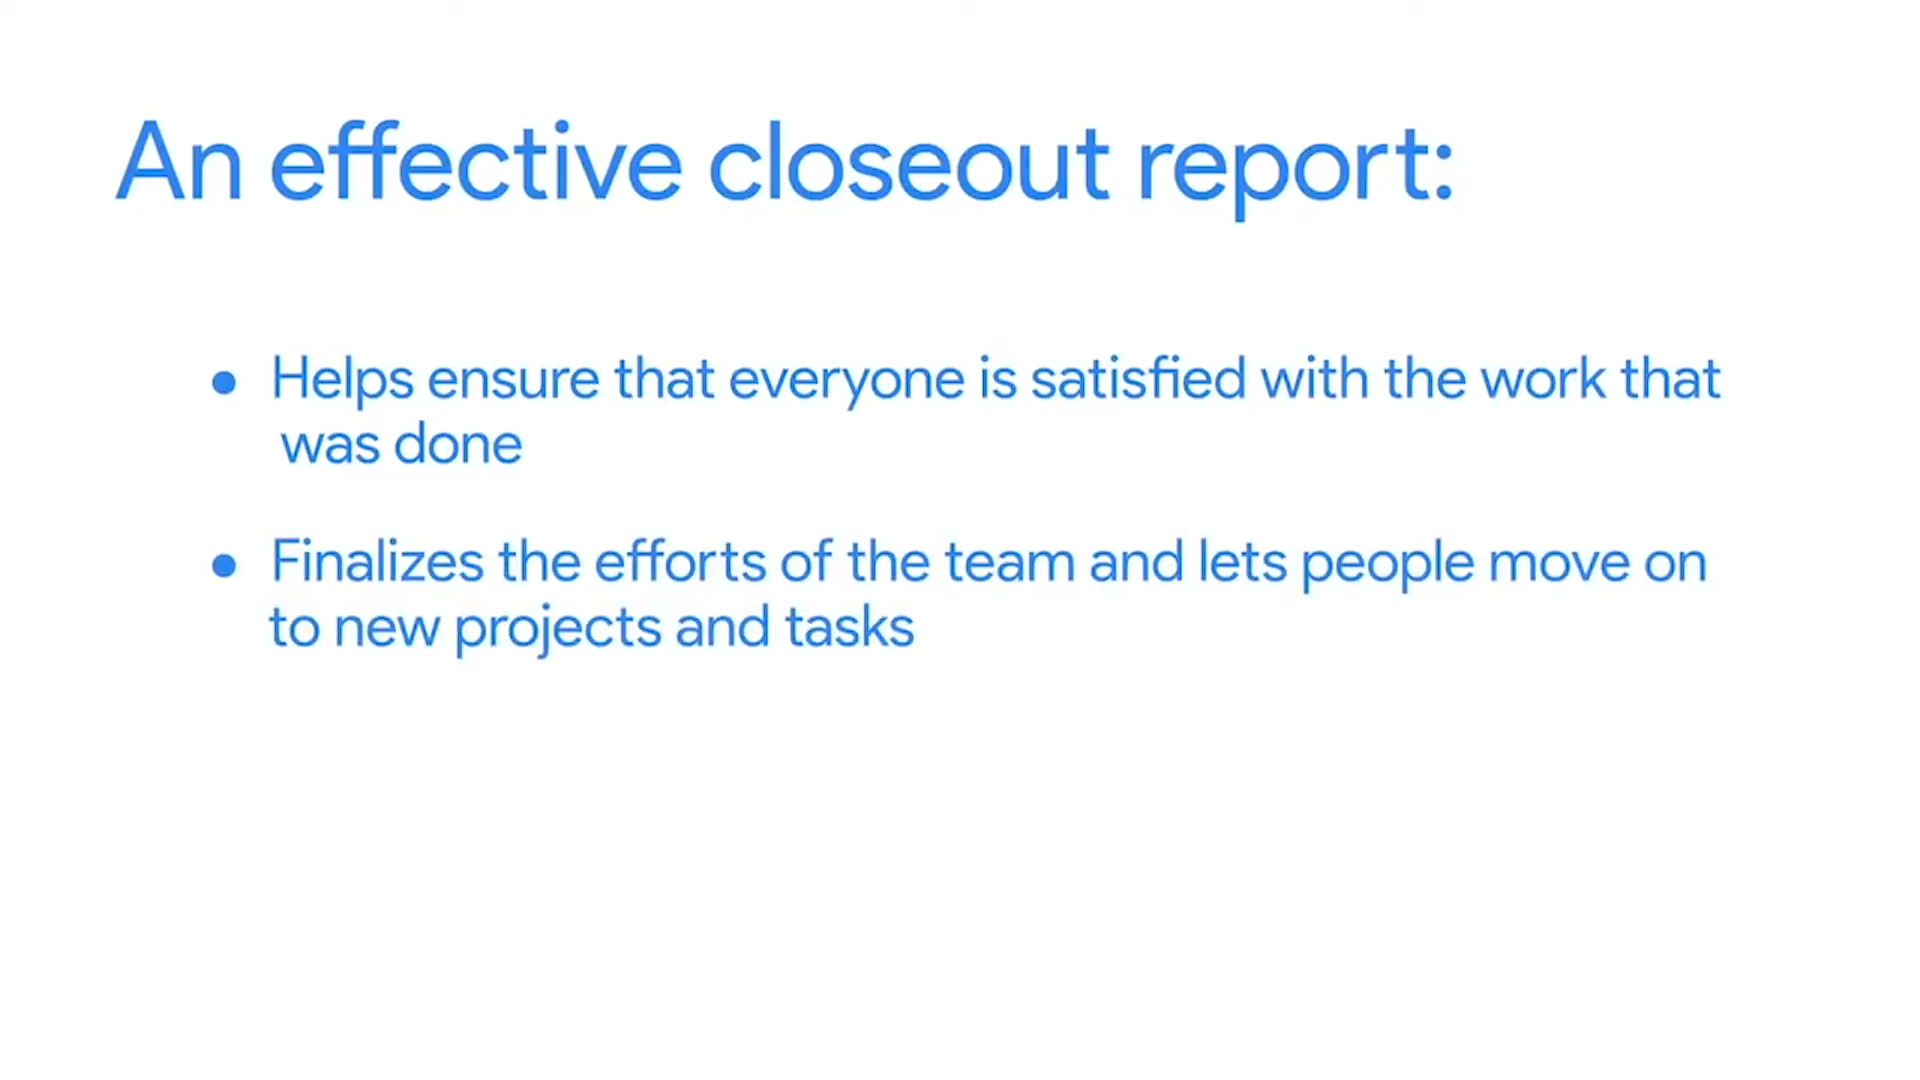 An effective closeout report:
● Helps ensure that everyone is satisfied with the work that
was done
● Finalizes the efforts of the team and lets people move on
to new projects and tasks